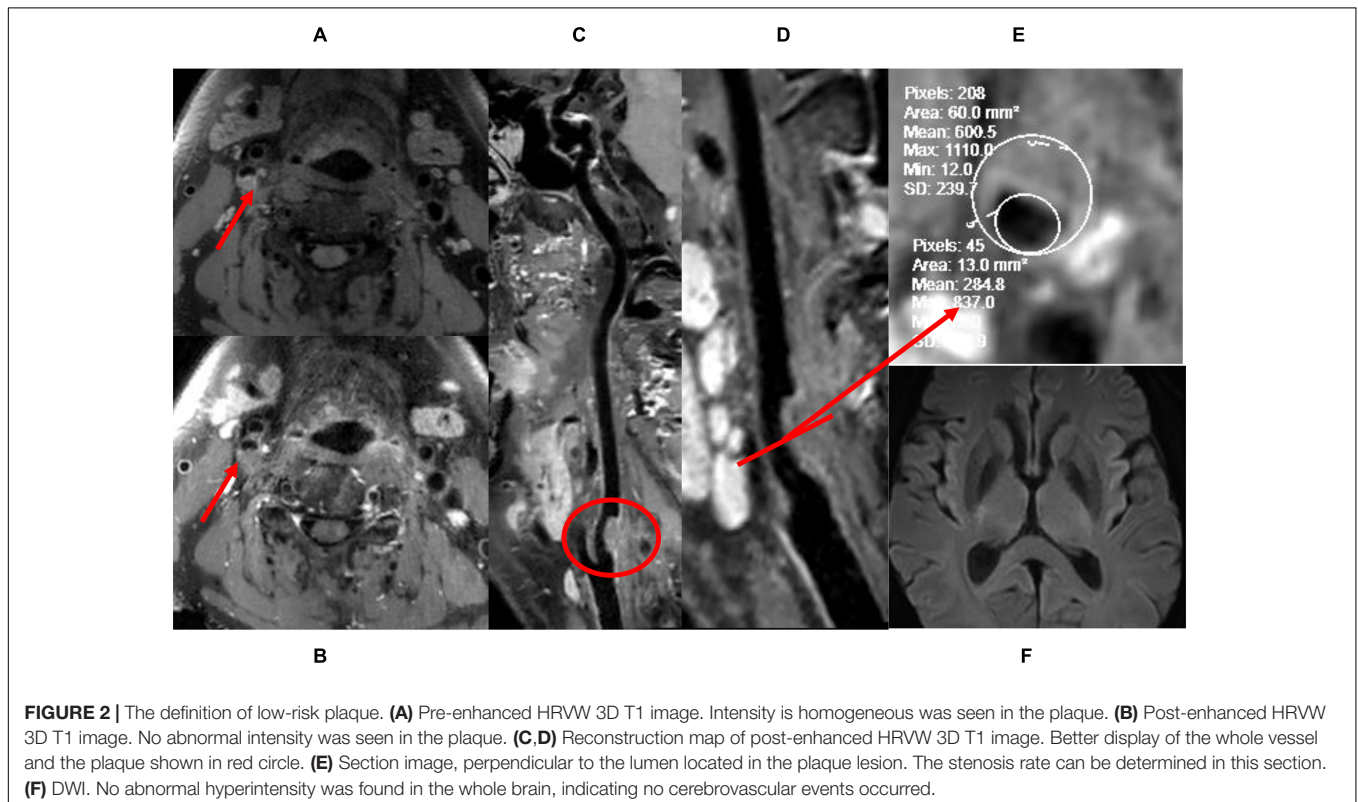 A
C
D
E
Pixels: 208
Area: 60.0 mm²
Mean: 600.5
Max: 1110.0
Min: 12.0
SD: 239.7
Pixels: 45
Area: 13.0 mm²
Mean: 284.8
837.0
B
F
FIGURE 2 | The definition of low-risk plaque. (A) Pre-enhanced HRVW 3D T1 image. Intensity is homogeneous was seen in the plaque. (B) Post-enhanced HRVW
3D T1 image. No abnormal intensity was seen in the plaque. (C,D) Reconstruction map of post-enhanced HRVW 3D T1 image. Better display of the whole vessel
and the plaque shown in red circle. (E) Section image, perpendicular to the lumen located in the plaque lesion. The stenosis rate can be determined in this section.
(F) DWI. No abnormal hyperintensity was found in the whole brain, indicating no cerebrovascular events occurred.